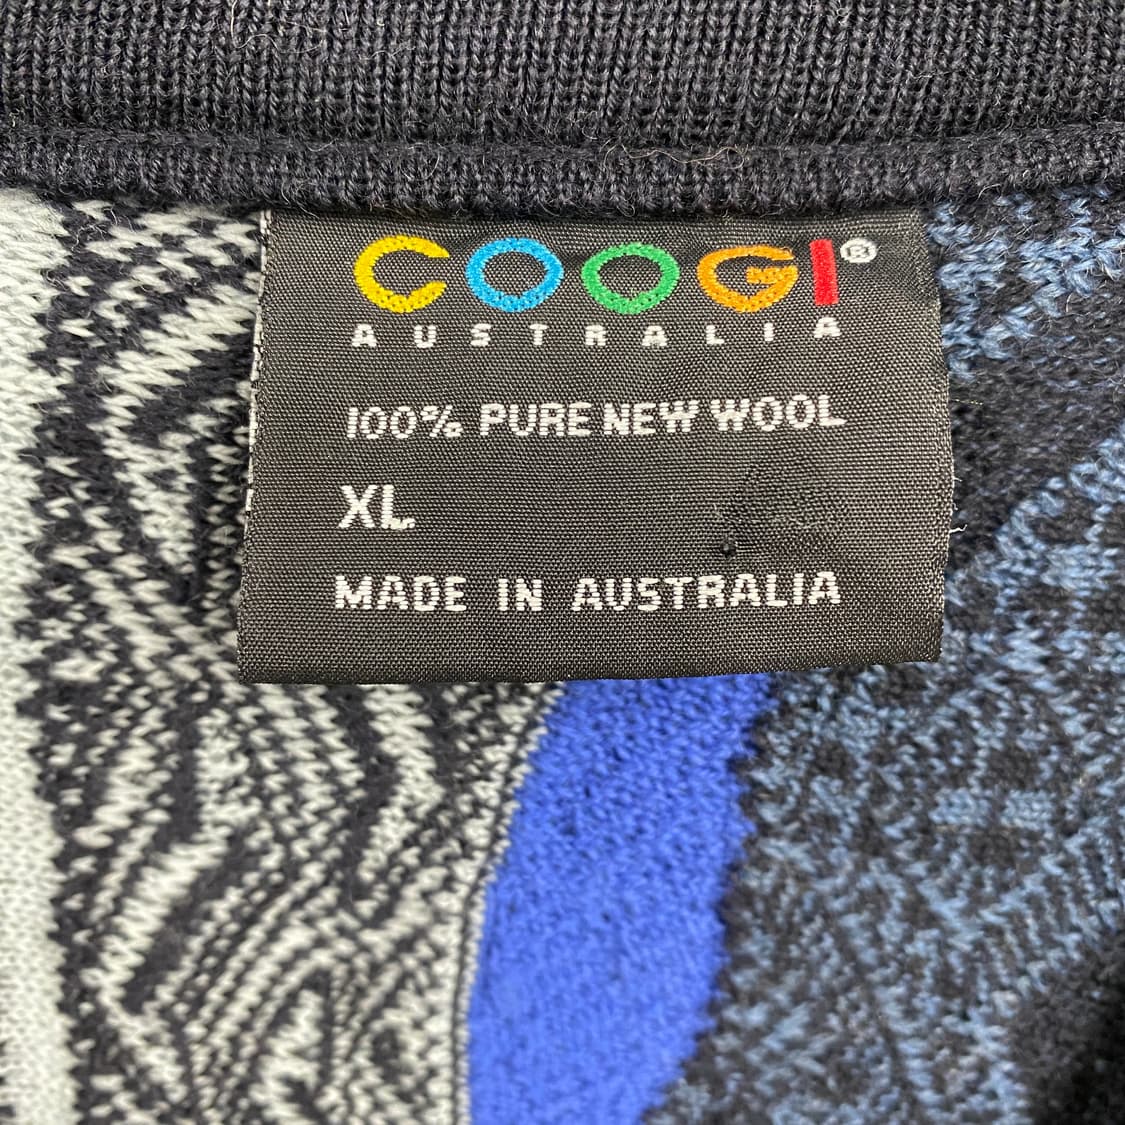 COOGI®
AUSTRALIA
100% PURE NEW WOOL
XL
MADE IN AUSTRALIA